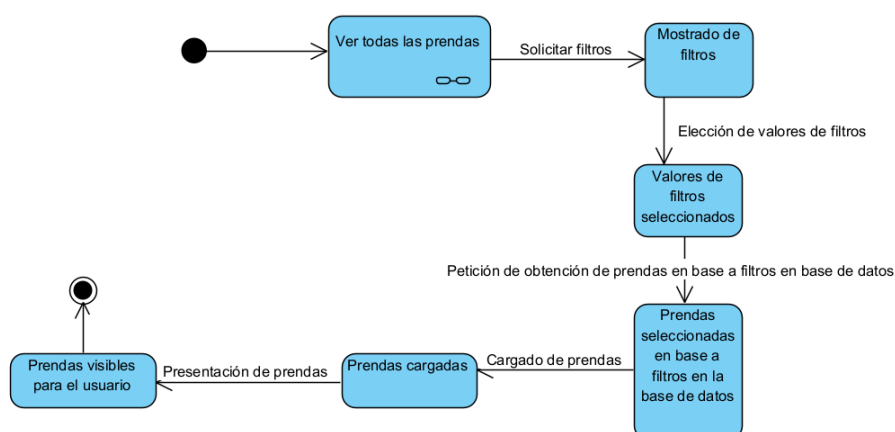 Ver todas las prendas
Solicitar filtros
Mostrado de
filtros
Elección de valores de filtros
Valores de
filtros
seleccionados
Petición de obtención de prendas en base a filtros en base de datos
Prendas
seleccionadas
en base a
filtros en la
base de datos
Cargado de prendas
Prendas cargadas
Presentación de prendas
Prendas visibles
para el usuario